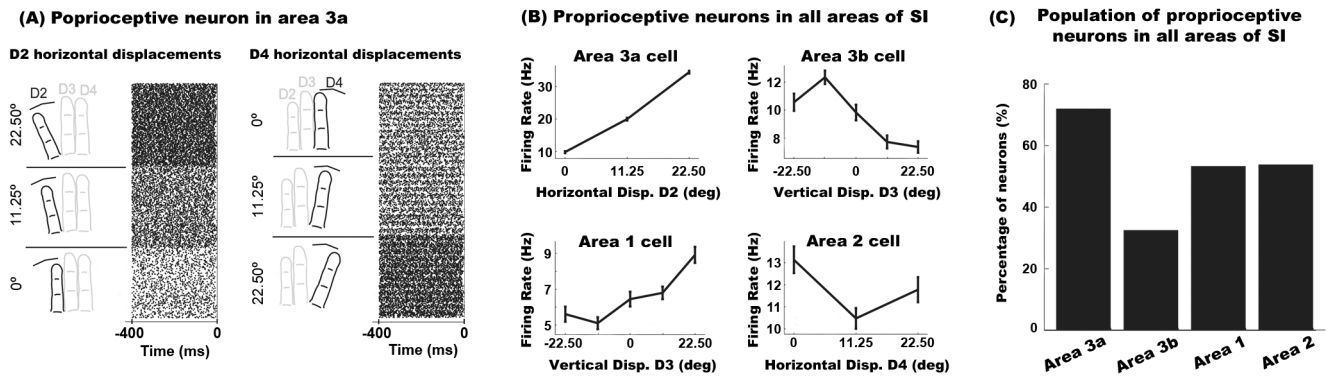 (A) Poprioceptive neuron in area 3a
D2 horizontal displacements
D2
D3 D4
22.50º
11.25º
0º
-400
0
Time (ms)
D4 horizontal displacements
D3
D2
D4
0º
11.25º
22.50º
-400
0
Time (ms)
(B) Proprioceptive neurons in all areas of SI
Area 3a cell
Firing Rate (Hz)
30
20
10
0
11.25
22.50
Horizontal Disp. D2 (deg)
Area 3b cell
Firing Rate (Hz)
12
10
8
-22.50
0
22.50
Vertical Disp. D3 (deg)
Area 1 cell
Firing Rate (Hz)
9
7
5
-22.50
0
22.50
Vertical Disp. D3 (deg)
Area 2 cell
Firing Rate (Hz)
13
12
11
10
0
11.25
22.50
Horizontal Disp. D4 (deg)
(C) Population of proprioceptive
neurons in all areas of SI
Percentage of neurons (%)
80
60
40
20
0
Area 3a
Area 3b
Area 1
Area 2